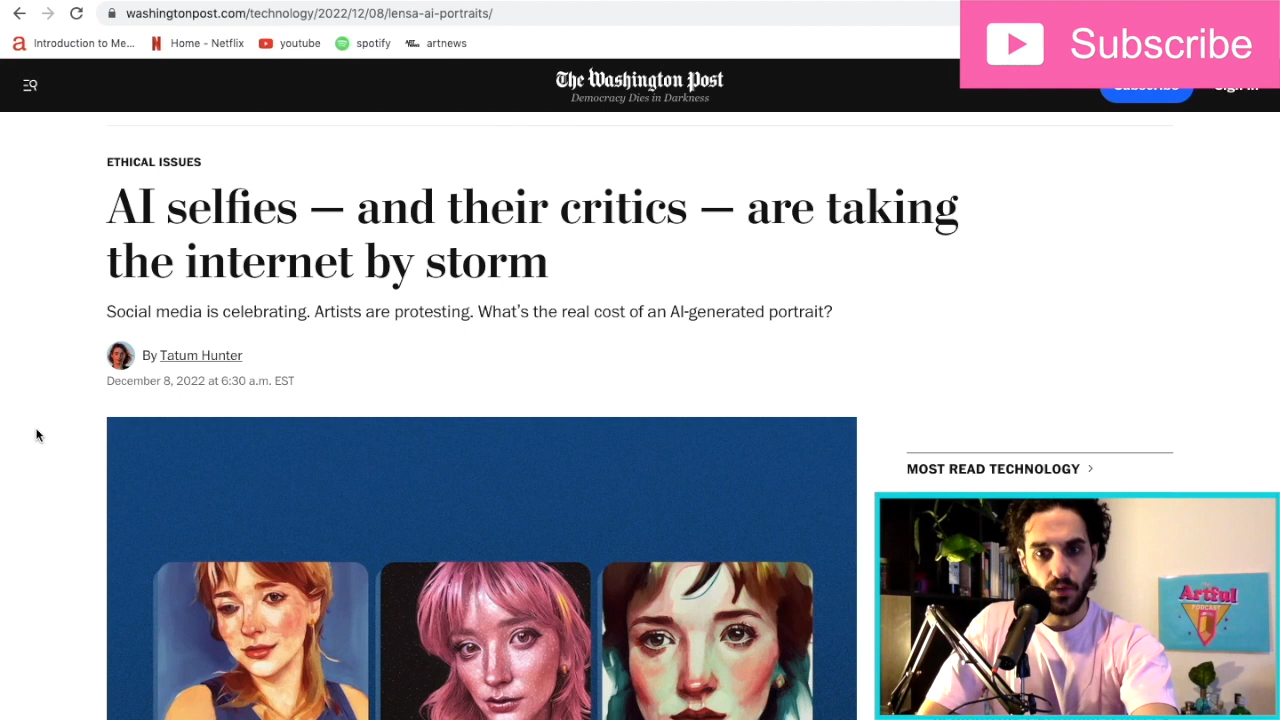 washingtonpost.com/technology/2022/12/08/lensa-ai-portraits/
Introduction to Me...
Home - Netflix
youtube
spotify
artnews
Subscribe
The Washington Post
Democracy Dies in Darkness
Subscribe
Sign in
ETHICAL ISSUES
AI selfies — and their critics — are taking
the internet by storm
Social media is celebrating. Artists are protesting. What's the real cost of an AI-generated portrait?
By Tatum Hunter
December 8, 2022 at 6:30 a.m. EST
MOST READ TECHNOLOGY >
Artful
PODCAST